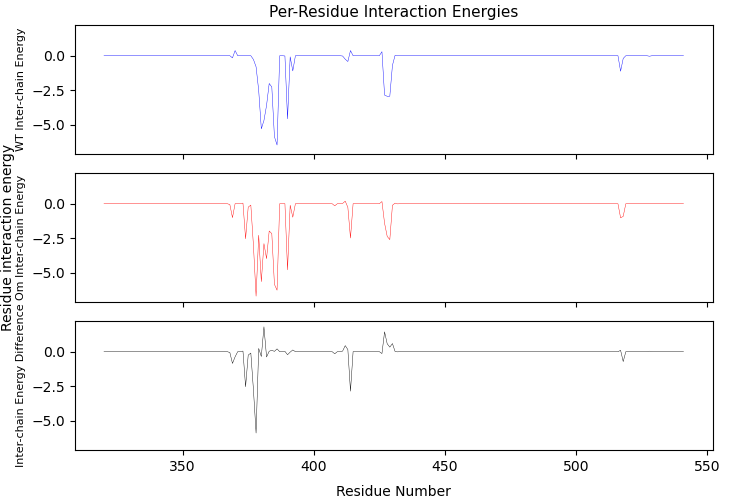 Per-Residue Interaction Energies
WT Inter-chain Energy
0.0
−2.5
−5.0
Residue interaction energy
Om Inter-chain Energy
0.0
−2.5
−5.0
Inter-chain Energy Difference
0.0
−2.5
−5.0
350
400
450
500
550
Residue Number